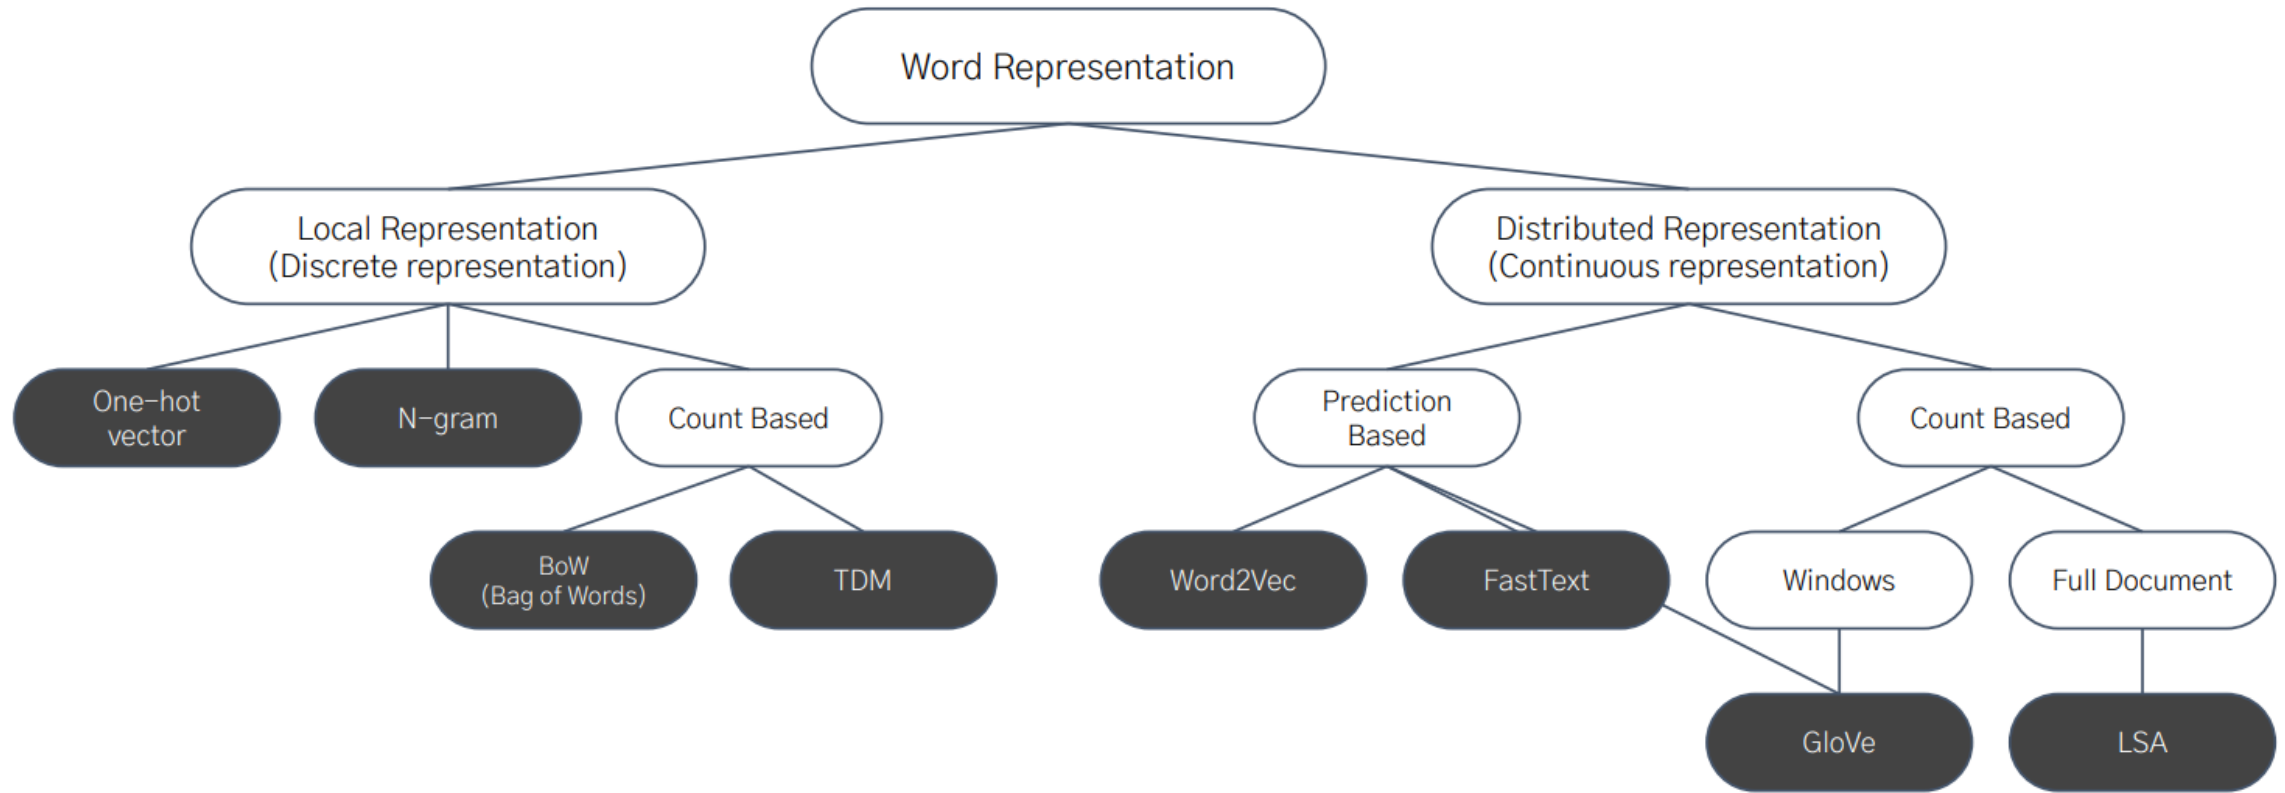 Word Representation
Local Representation
(Discrete representation)
Distributed Representation
(Continuous representation)
One-hot
vector
N-gram
Count Based
Prediction
Based
Count Based
BoW
(Bag of Words)
TDM
Word2Vec
FastText
Windows
Full Document
GloVe
LSA